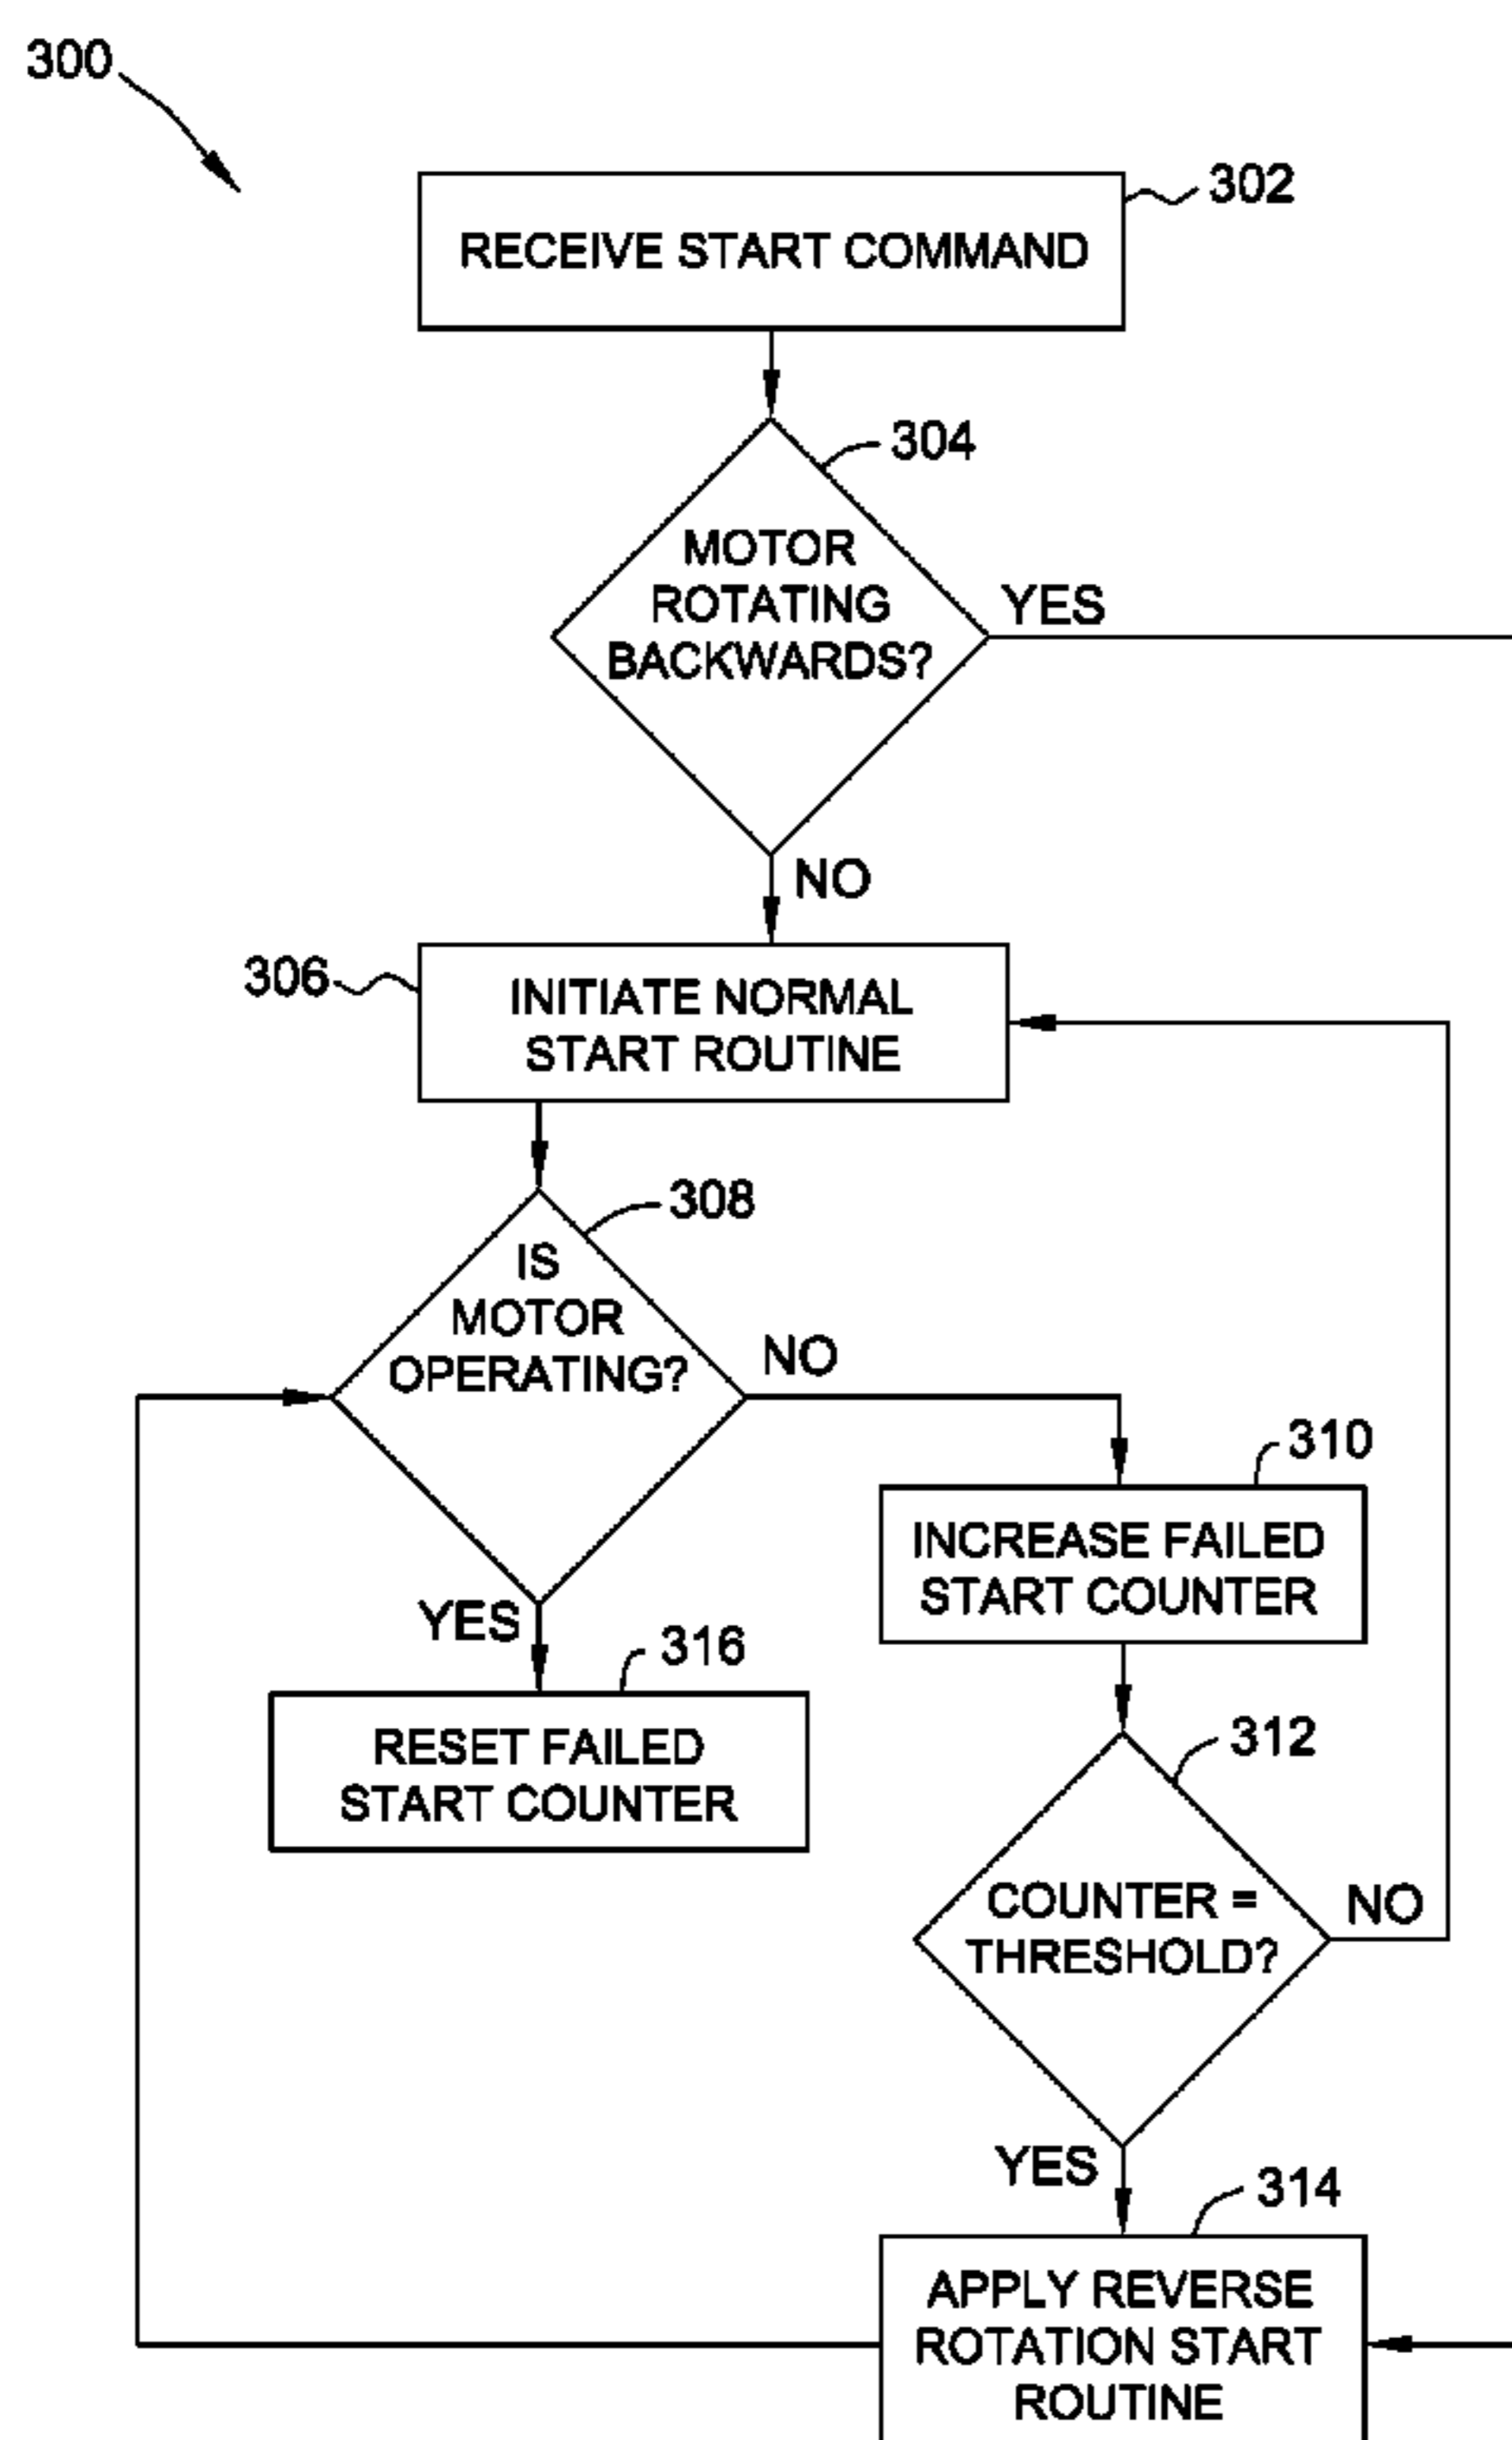 300
302
RECEIVE START COMMAND
304
MOTOR
ROTATING
BACKWARDS?
YES
NO
306
INITIATE NORMAL
START ROUTINE
308
IS
MOTOR
OPERATING?
NO
310
INCREASE FAILED
START COUNTER
YES
316
RESET FAILED
START COUNTER
312
COUNTER =
THRESHOLD?
NO
YES
314
APPLY REVERSE
ROTATION START
ROUTINE